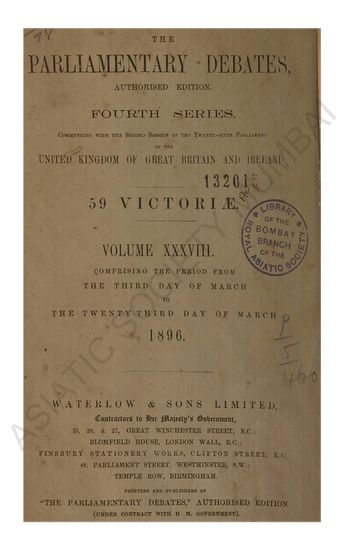 THE
PARLIAMENTARY DEBATES,
AUTHORISED EDITION.
FOURTH SERIES.
COMMENCING WITH THE SECOND SESSION OF THE TWENTY-SIXTH PARLIAMENT
OF THE
UNITED KINGDOM OF GREAT BRITAIN AND IRELAND.
132015
59 VICTORIÆ.
LIBRARY
OF THE
BOMBAY
BRANCH
OF THE
ROYAL ASIATIC SOCIETY
VOLUME XXXVIII.
COMPRISING THE PERIOD FROM
THE THIRD DAY OF MARCH
TO
THE TWENTY-THIRD DAY OF MARCH
1896.
WATERLOW & SONS LIMITED,
Contractors to Her Majesty's Government,
25, 26, & 27, GREAT WINCHESTER STREET, E.C.;
BLOMFIELD HOUSE, LONDON WALL, E.C.;
FINSBURY STATIONERY WORKS, CLIFTON STREET, E.C.;
49, PARLIAMENT STREET, WESTMINSTER, S.W.;
TEMPLE ROW, BIRMINGHAM.
PRINTERS AND PUBLISHERS OF
"THE PARLIAMENTARY DEBATES," AUTHORISED EDITION
(UNDER CONTRACT WITH H M. GOVERNMENT).
ASIATIC SOCIETY, MUMBAI